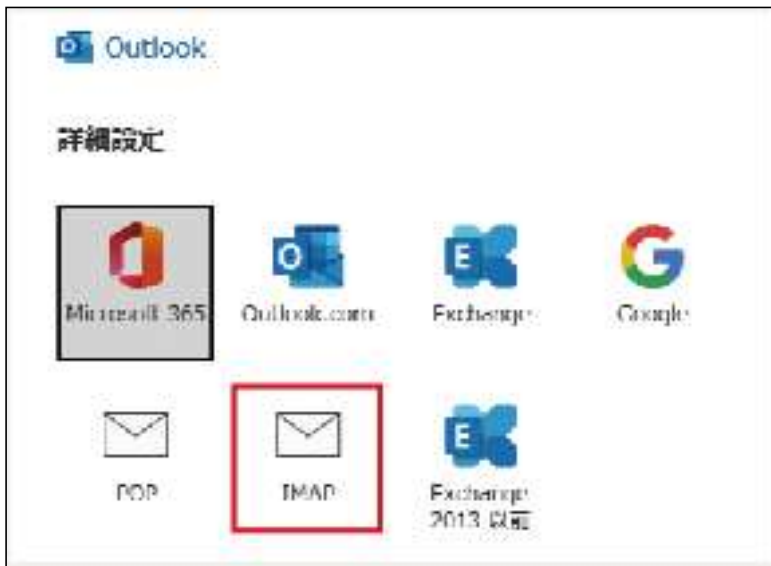 Outlook
詳細設定
Microsoft 365
Outlook.com
Exchange
Google
POP
IMAP
Exchange
2013 以前